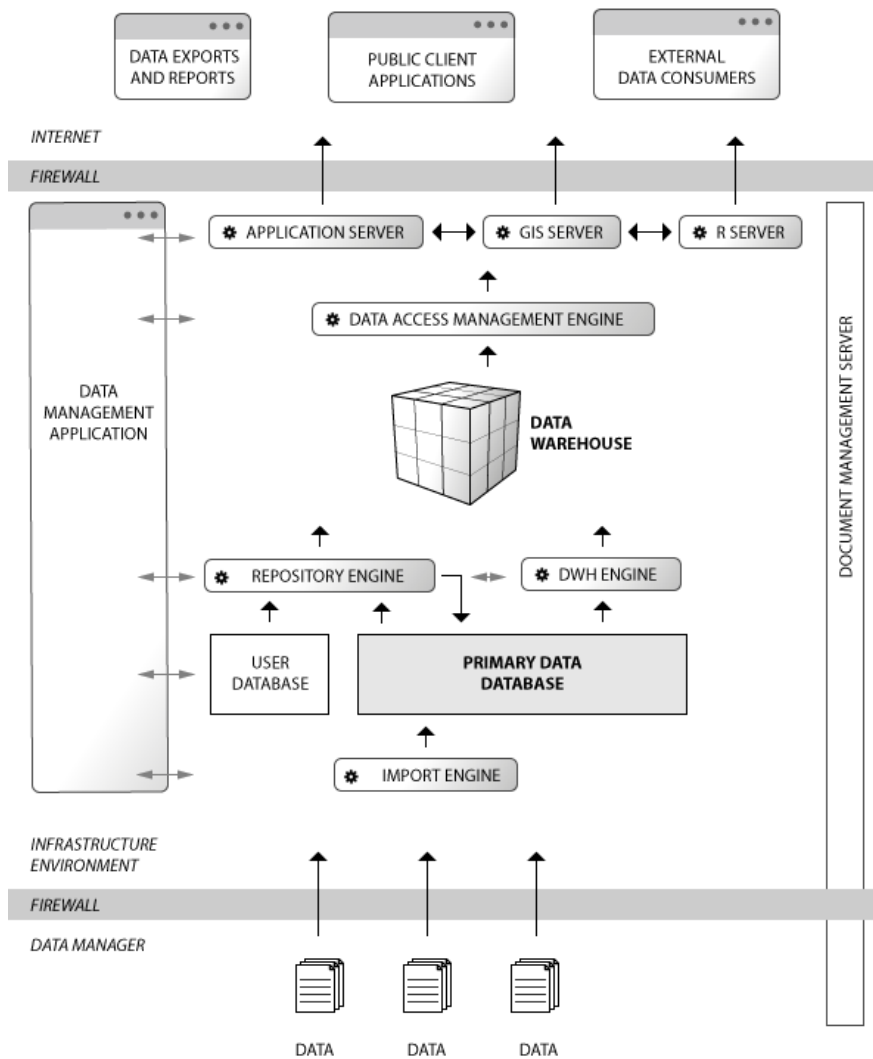 DATA EXPORTS
AND REPORTS
PUBLIC CLIENT
APPLICATIONS
EXTERNAL
DATA CONSUMERS
INTERNET
FIREWALL
APPLICATION SERVER
GIS SERVER
R SERVER
DATA ACCESS MANAGEMENT ENGINE
DATA
MANAGEMENT
APPLICATION
DATA
WAREHOUSE
DOCUMENT MANAGEMENT SERVER
REPOSITORY ENGINE
DWH ENGINE
USER
DATABASE
PRIMARY DATA
DATABASE
IMPORT ENGINE
INFRASTRUCTURE
ENVIRONMENT
FIREWALL
DATA MANAGER
DATA
DATA
DATA